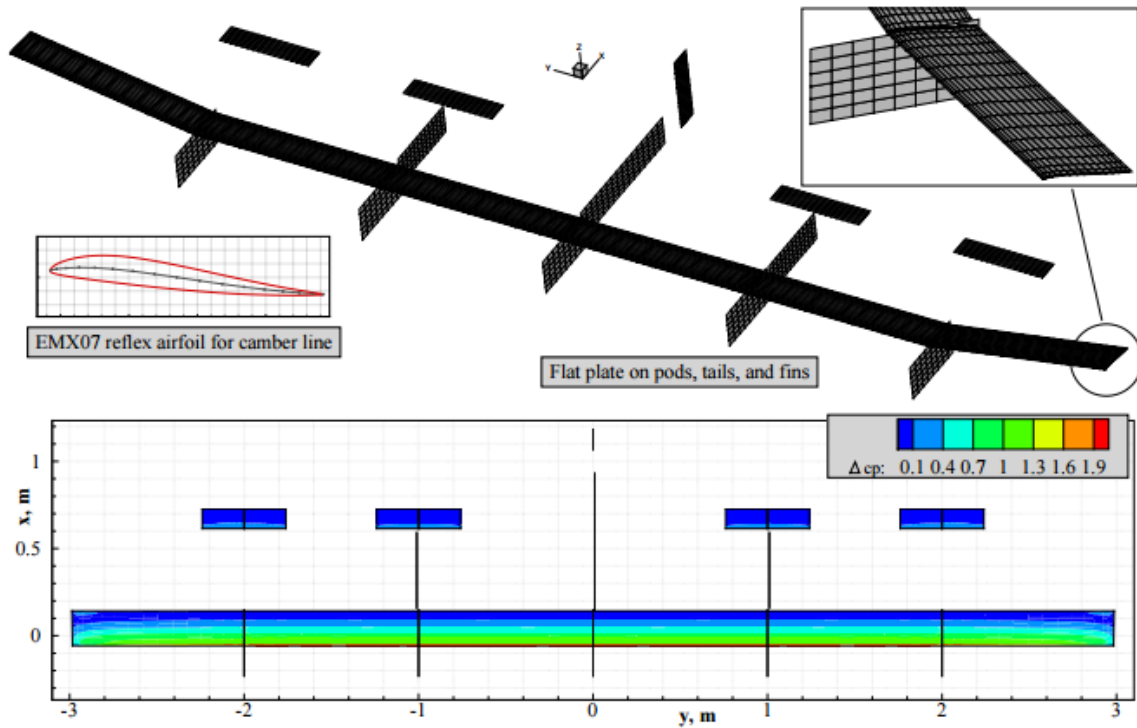 Z
Y
X
EMX07 reflex airfoil for camber line
Flat plate on pods, tails, and fins
Δ cp: 0.1 0.4 0.7 1 1.3 1.6 1.9
x, m
1
0.5
0
-3 -2 -1 0 1 2 3
y, m